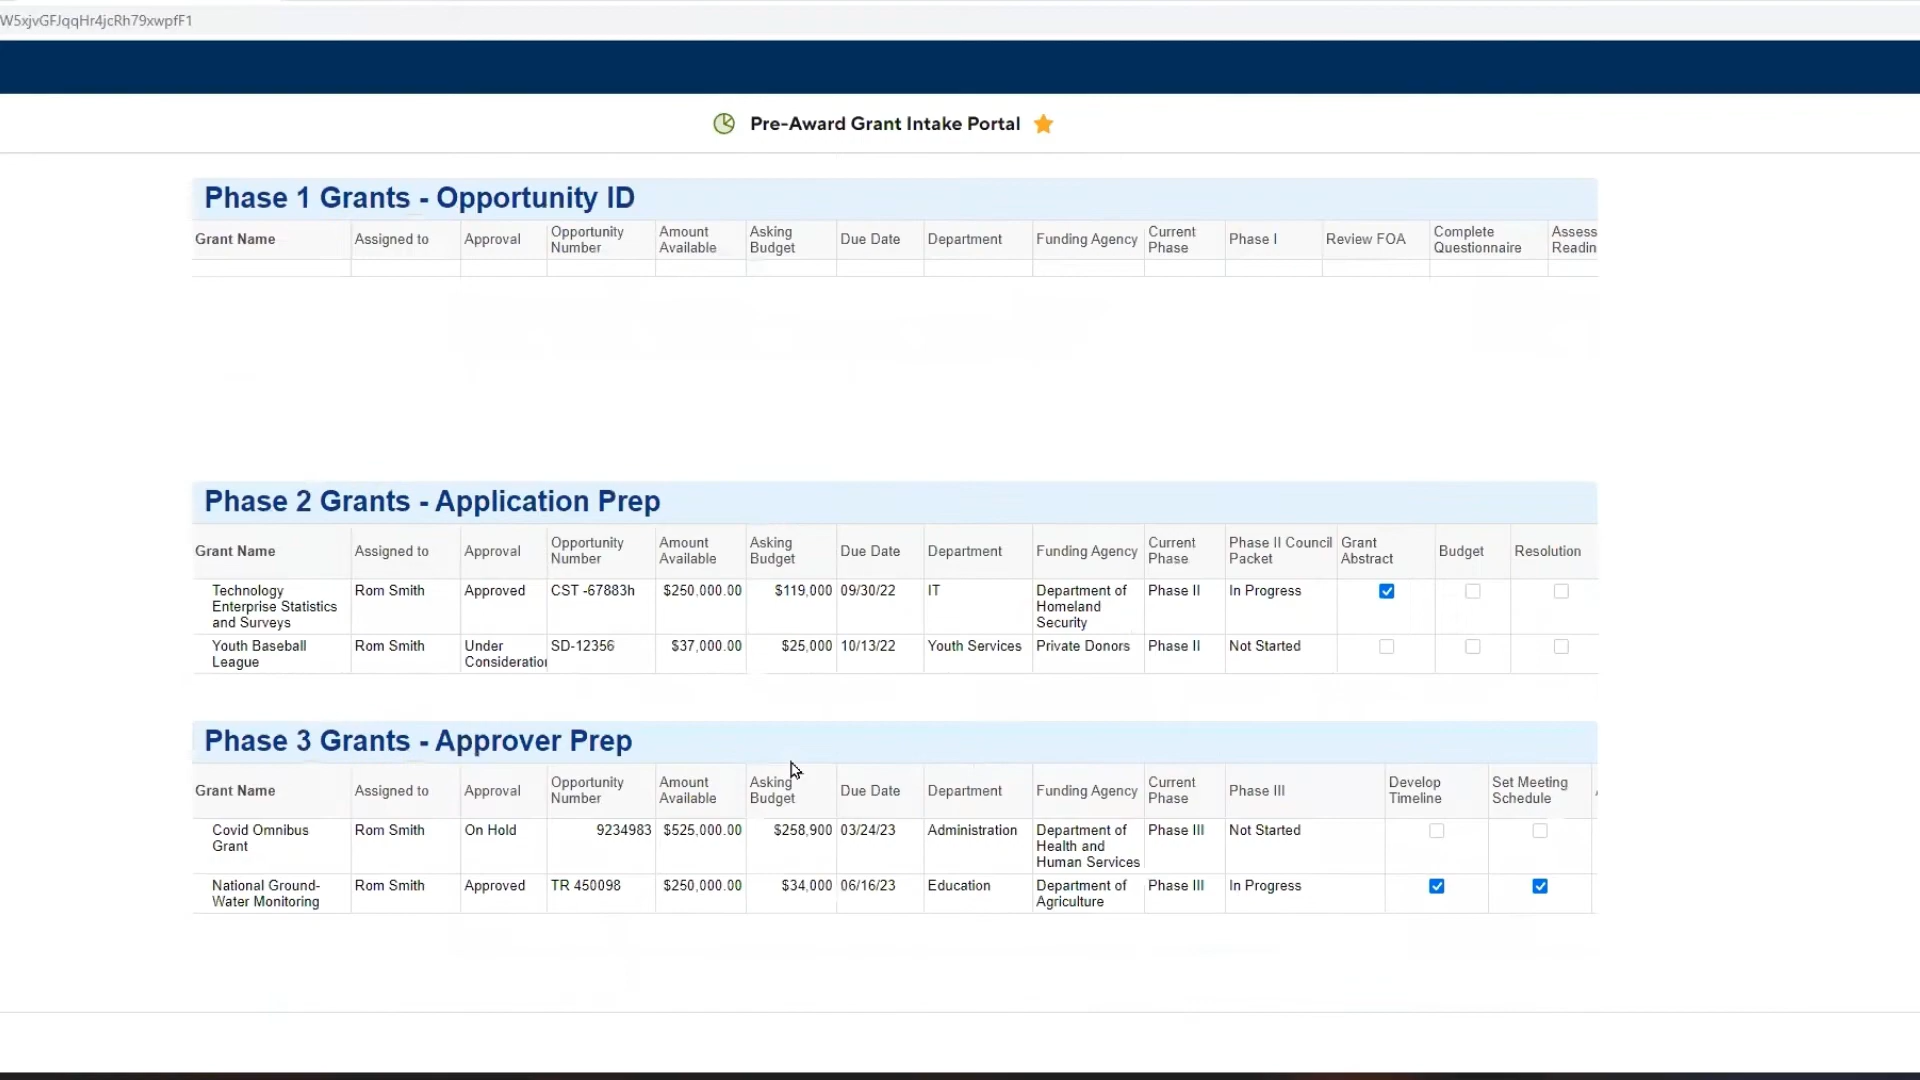 W5xjvGFJqqHr4jcRh79xwpfF1
Pre-Award Grant Intake Portal
Phase 1 Grants - Opportunity ID
Grant Name Assigned to Approval Opportunity Number Amount Available Asking Budget Due Date Department Funding Agency Current Phase Phase I Review FOA Complete Questionnaire Assess Readin
Phase 2 Grants - Application Prep
Grant Name Assigned to Approval Opportunity Number Amount Available Asking Budget Due Date Department Funding Agency Current Phase Phase II Council Packet Grant Abstract Budget Resolution
Technology Enterprise Statistics and Surveys Rom Smith Approved CST -67883h $250,000.00 $119,000 09/30/22 IT Department of Homeland Security Phase II In Progress
Youth Baseball League Rom Smith Under Consideration SD-12356 $37,000.00 $25,000 10/13/22 Youth Services Private Donors Phase II Not Started
Phase 3 Grants - Approver Prep
Grant Name Assigned to Approval Opportunity Number Amount Available Asking Budget Due Date Department Funding Agency Current Phase Phase III Develop Timeline Set Meeting Schedule
Covid Omnibus Grant Rom Smith On Hold 9234983 $525,000.00 $258,900 03/24/23 Administration Department of Health and Human Services Phase III Not Started
National Ground-Water Monitoring Rom Smith Approved TR 450098 $250,000.00 $34,000 06/16/23 Education Department of Agriculture Phase III In Progress